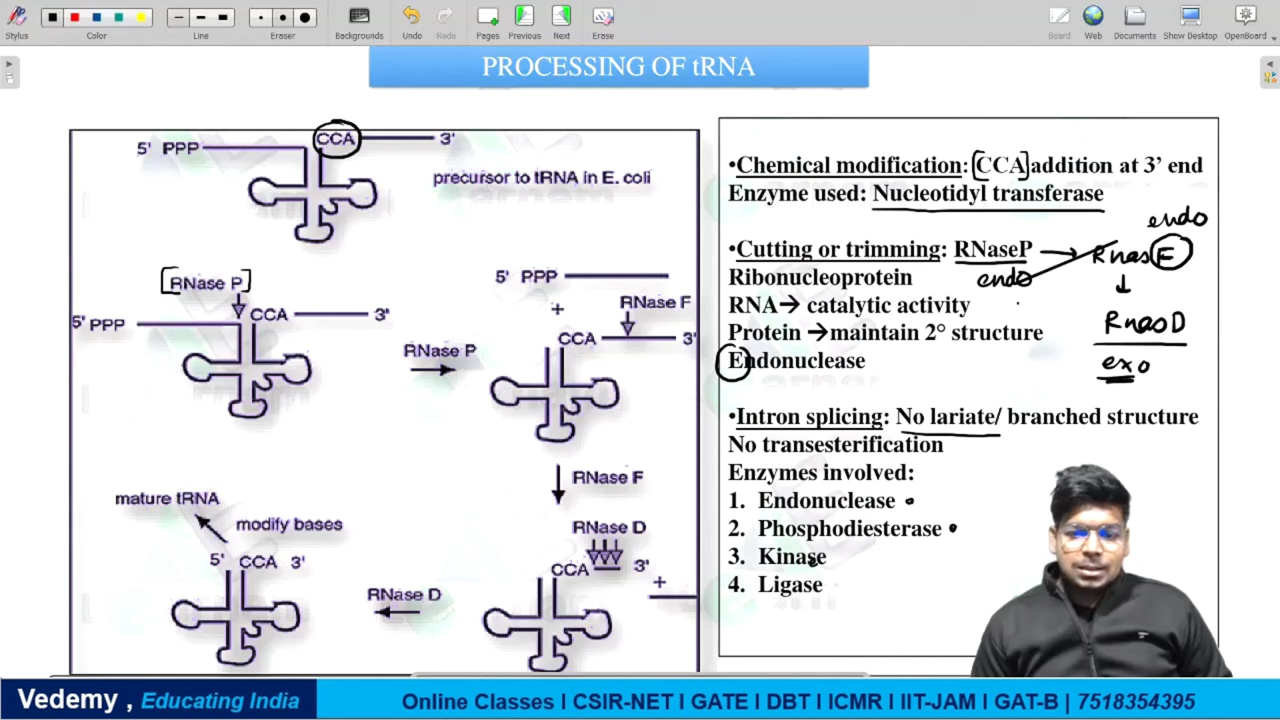 Stylus
Color
Line
Eraser
Backgrounds
Undo
Redo
Pages
Previous
Next
Erase
Board
Web
Documents
Show Desktop
OpenBoard
PROCESSING OF tRNA
5' PPP
CCA
3'
precursor to tRNA in E. coli
RNase P
5' PPP
CCA
3'
RNase P
5' PPP
+
RNase F
CCA
3'
RNase F
RNase D
CCA
3'
+
RNase D
mature tRNA
modify bases
5'
CCA
3'
•Chemical modification: [CCA] addition at 3’ end
Enzyme used: Nucleotidyl transferase
•Cutting or trimming: RNaseP
Ribonucleoprotein
RNA→ catalytic activity
Protein →maintain 2° structure
Endonuclease
endo
endo
Rnas F
↓
Rnas D
exo
•Intron splicing: No lariate/ branched structure
No transesterification
Enzymes involved:
1. Endonuclease
2. Phosphodiesterase
3. Kinase
4. Ligase
Vedemy , Educating India
Online Classes I CSIR-NET I GATE I DBT I ICMR I IIT-JAM I GAT-B | 7518354395